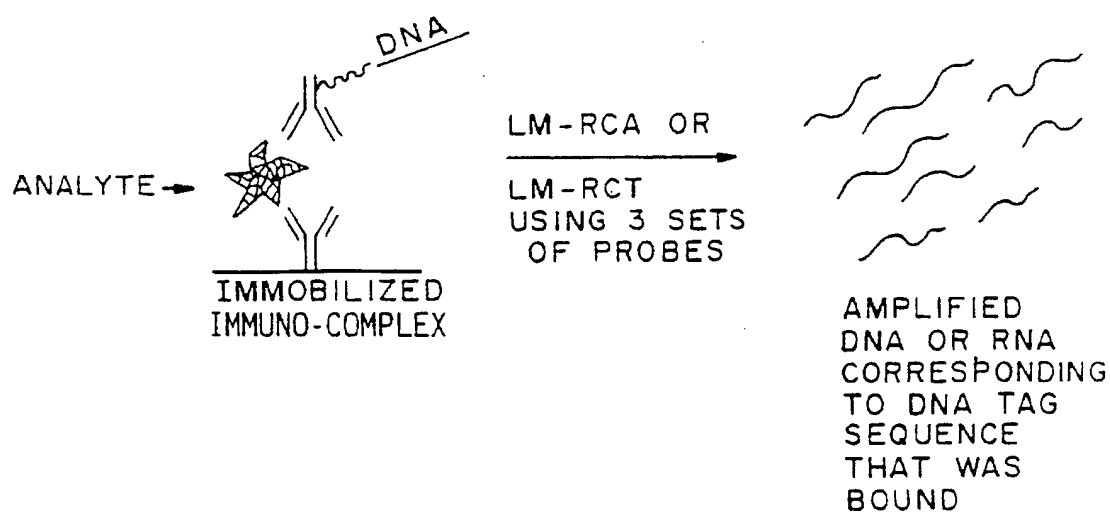 DNA
ANALYTE
IMMOBILIZED
IMMUNO-COMPLEX
LM-RCA OR
LM-RCT
USING 3 SETS
OF PROBES
AMPLIFIED
DNA OR RNA
CORRESPONDING
TO DNA TAG
SEQUENCE
THAT WAS
BOUND